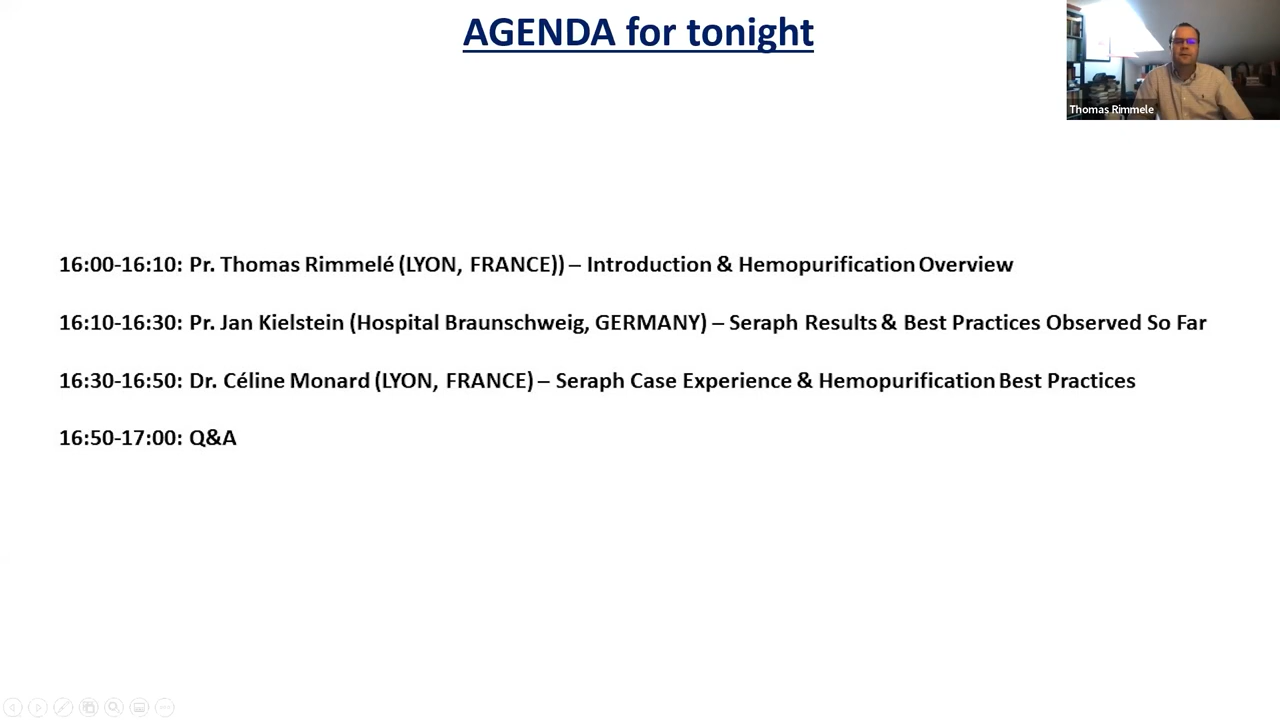 AGENDA for tonight
Thomas Rimmele
16:00-16:10: Pr. Thomas Rimmelé (LYON, FRANCE)) – Introduction & Hemopurification Overview
16:10-16:30: Pr. Jan Kielstein (Hospital Braunschweig, GERMANY) – Seraph Results & Best Practices Observed So Far
16:30-16:50: Dr. Céline Monard (LYON, FRANCE) – Seraph Case Experience & Hemopurification Best Practices
16:50-17:00: Q&A